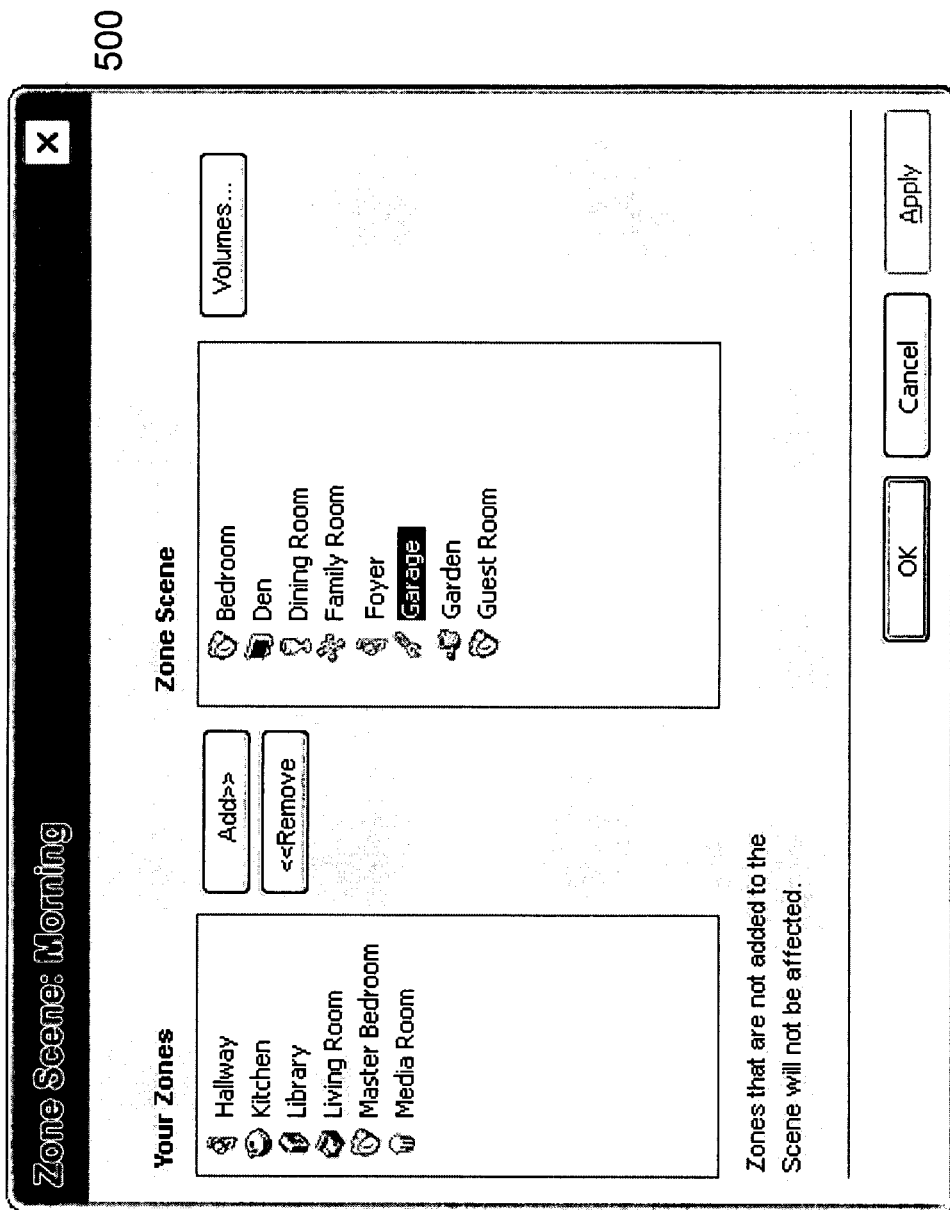 500
Zone Scene: Morning
X
Your Zones
Hallway
Kitchen
Library
Living Room
Master Bedroom
Media Room
Add>>
<<Remove
Zone Scene
Bedroom
Den
Dining Room
Family Room
Foyer
Garage
Garden
Guest Room
Volumes...
Zones that are not added to the
Scene will not be affected.
OK
Cancel
Apply